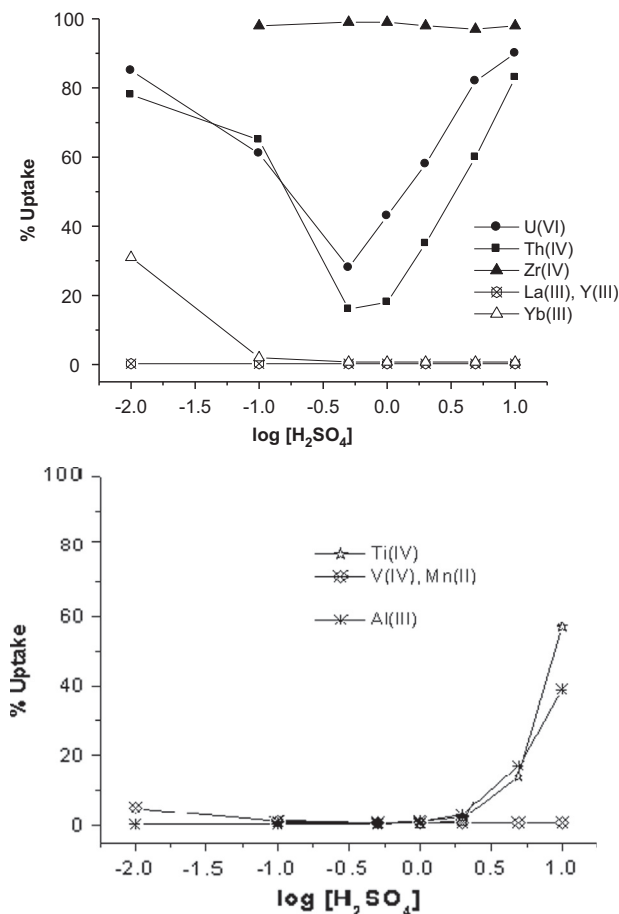 100
80
60
40
20
0
% Uptake
U(VI)
Th(IV)
Zr(IV)
La(III), Y(III)
Yb(III)
-2.0 -1.5 -1.0 -0.5 0.0 0.5 1.0
log [H₂SO₄]
100
80
60
40
20
0
% Uptake
Ti(IV)
V(IV), Mn(II)
Al(III)
-2.0 -1.5 -1.0 -0.5 0.0 0.5 1.0
log [H₂SO₄]